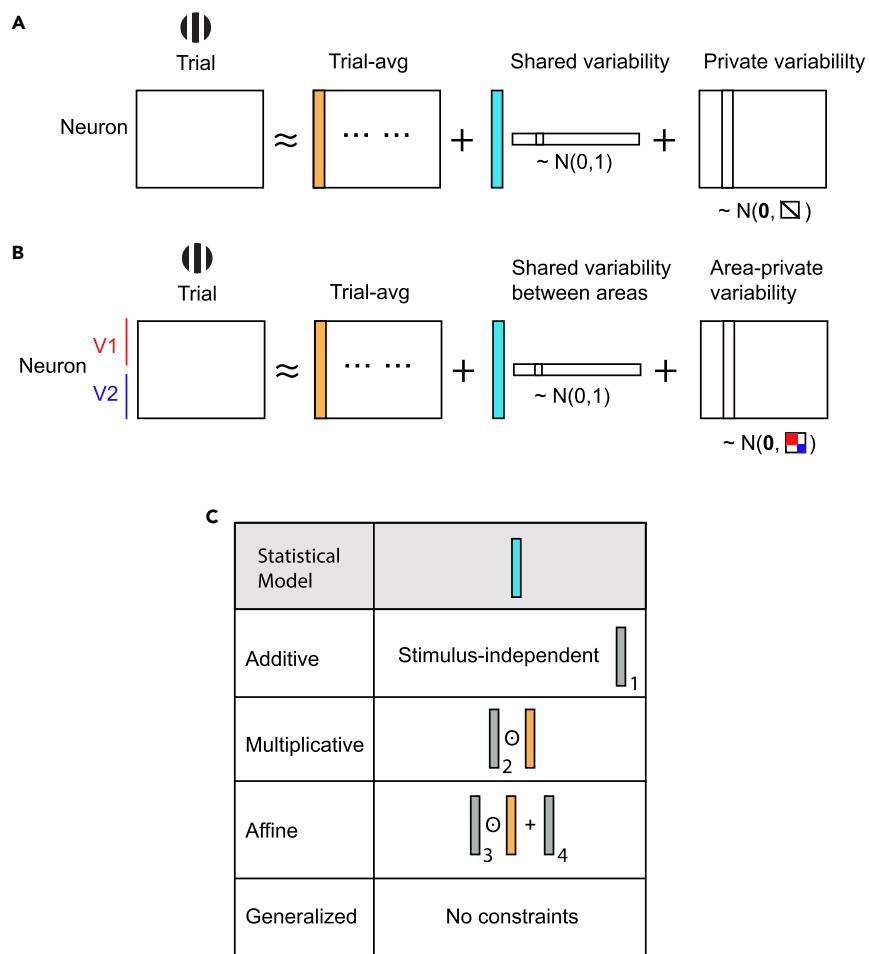 A
Trial
Trial-avg
Shared variability
Private variabililty
Neuron
≈
... ...
+
~ N(0,1)
+
~ N(0, )
B
Trial
Trial-avg
Shared variability
between areas
Area-private
variability
V1
Neuron
V2
≈
... ...
+
~ N(0,1)
+
~ N(0, )
C
Statistical
Model
Additive
Stimulus-independent
1
Multiplicative
⊙
2
Affine
⊙ +
3 4
Generalized
No constraints